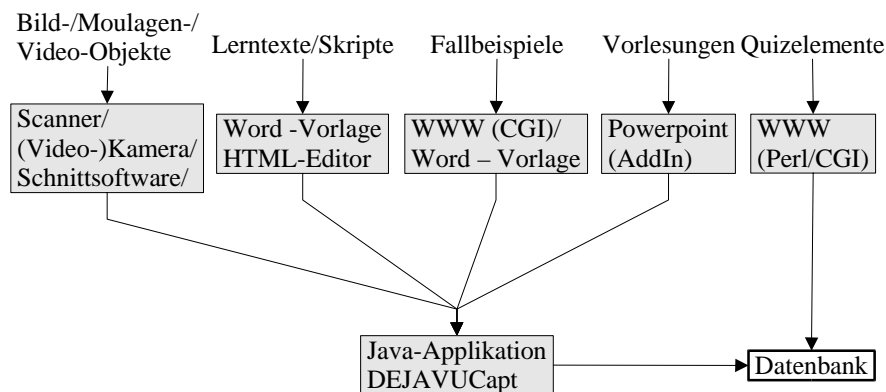 Bild-/Moulagen-/
Video-Objekte
Lerntexte/Skripte
Fallbeispiele
Vorlesungen
Quizelemente
Scanner/
(Video-)Kamera/
Schnittsoftware/
Word -Vorlage
HTML-Editor
WWW (CGI)/
Word – Vorlage
Powerpoint
(AddIn)
WWW
(Perl/CGI)
Java-Applikation
DEJAVUCapt
Datenbank